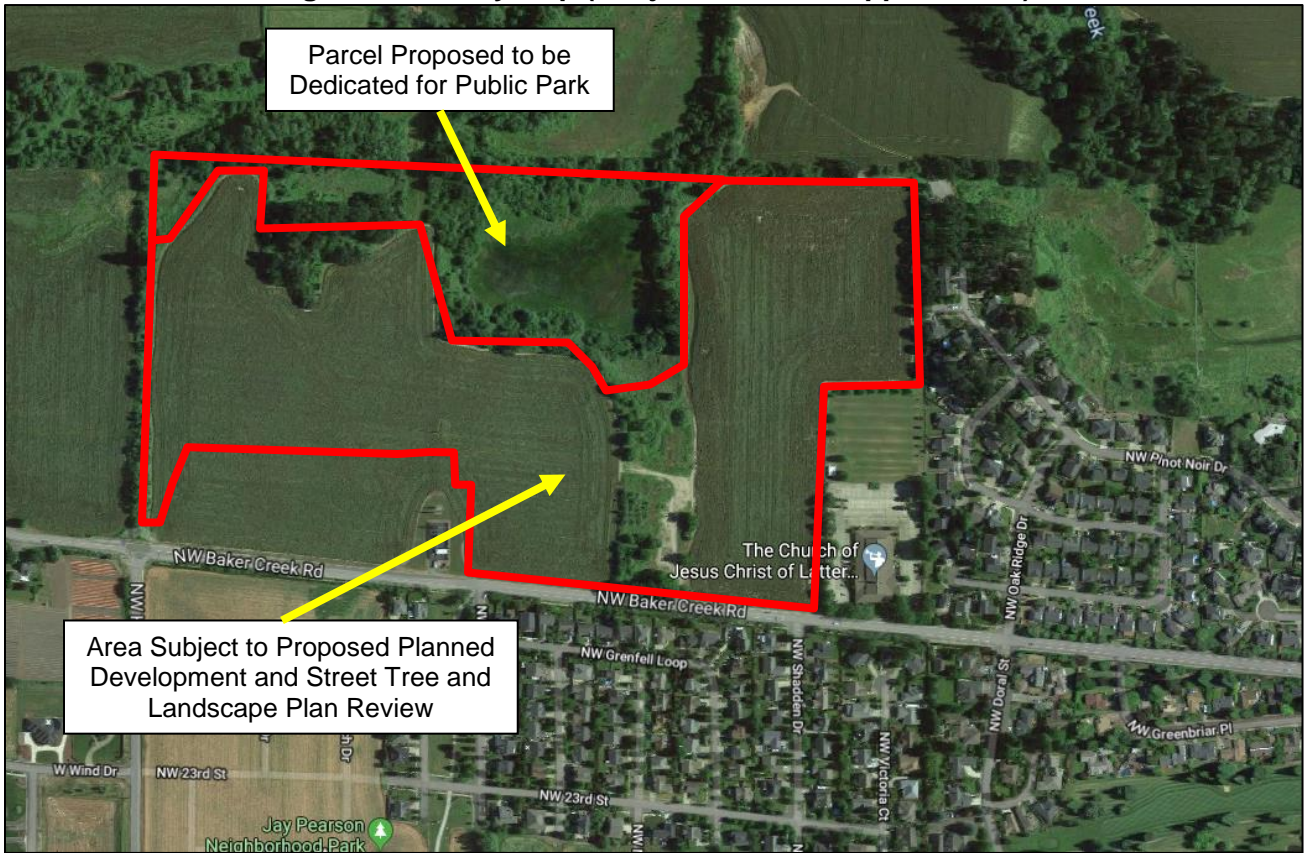 Parcel Proposed to be
Dedicated for Public Park
NW Pinot Noir Dr
NW Oak Ridge Dr
The Church of
Jesus Christ of Latter...
NW Baker Creek Rd
NW Baker Creek Rd
Area Subject to Proposed Planned
Development and Street Tree and
Landscape Plan Review
NW Grenfell Loop
NW Shadden Dr
NW Doral St
NW Victoria Ct
NW Greenbriar Pl
W Wind Dr
NW 23rd St
NW 23rd St
Jay Pearson
Neighborhood Park